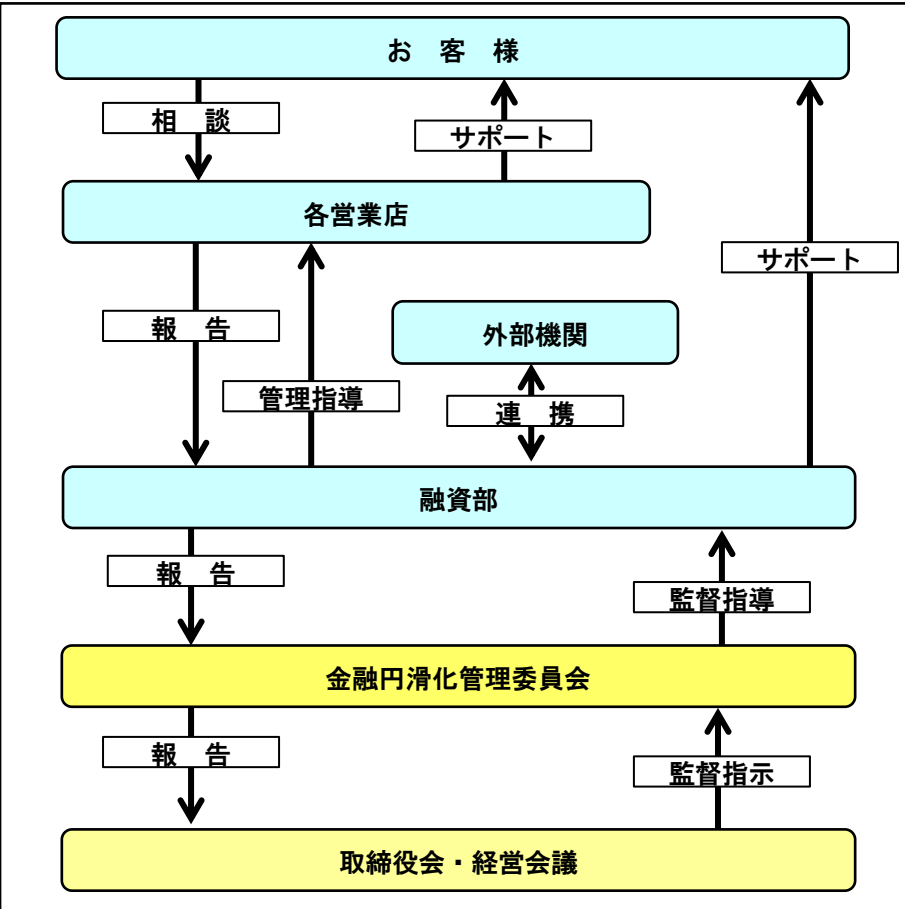 お　客　様
相　談
サポート
各営業店
サポート
報　告
外部機関
管理指導
連　携
融資部
報　告
監督指導
金融円滑化管理委員会
報　告
監督指示
取締役会・経営会議